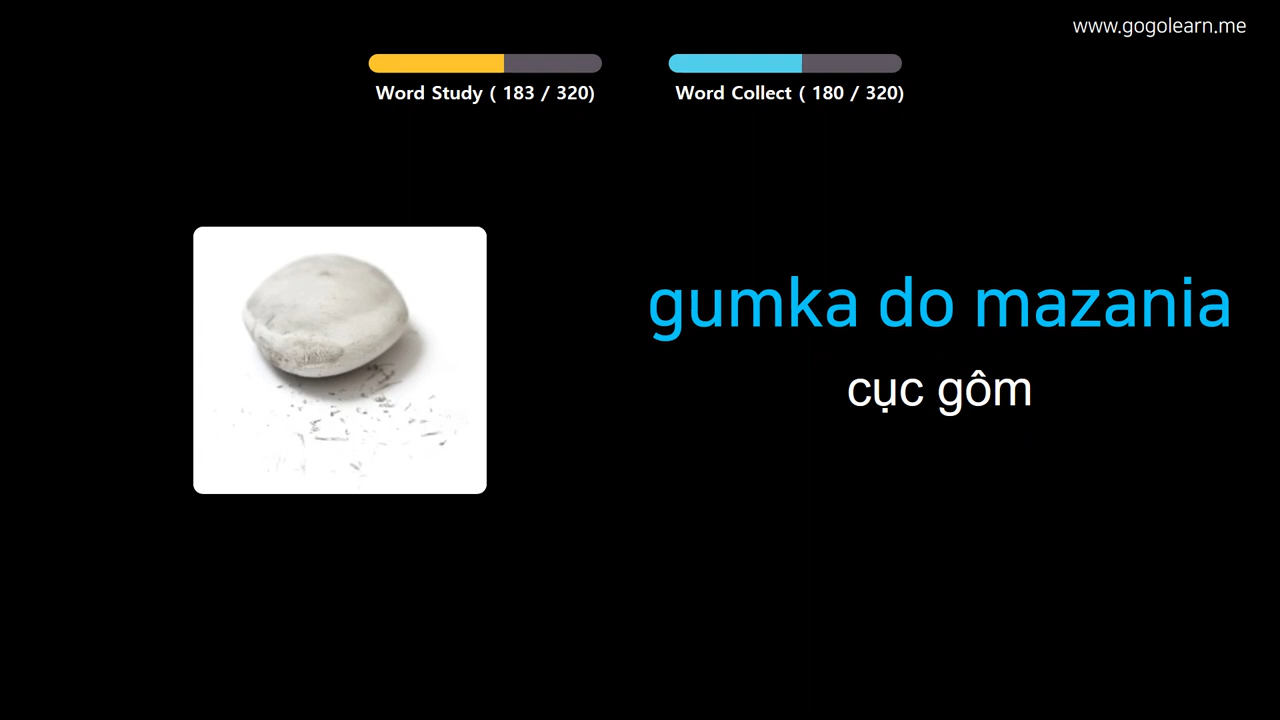 www.gogolearn.me
Word Study ( 183 / 320)
Word Collect ( 180 / 320)
gumka do mazania
cục gôm